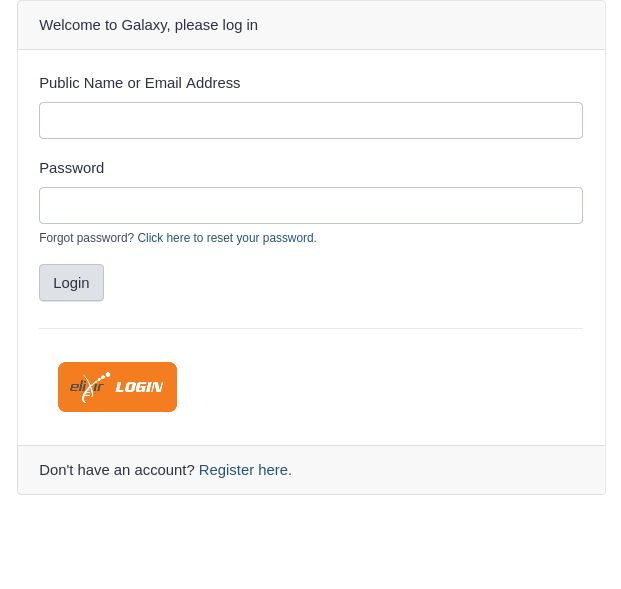 Welcome to Galaxy, please log in
Public Name or Email Address
Password
Forgot password? Click here to reset your password.
Login
elixir LOGIN
Don't have an account? Register here.